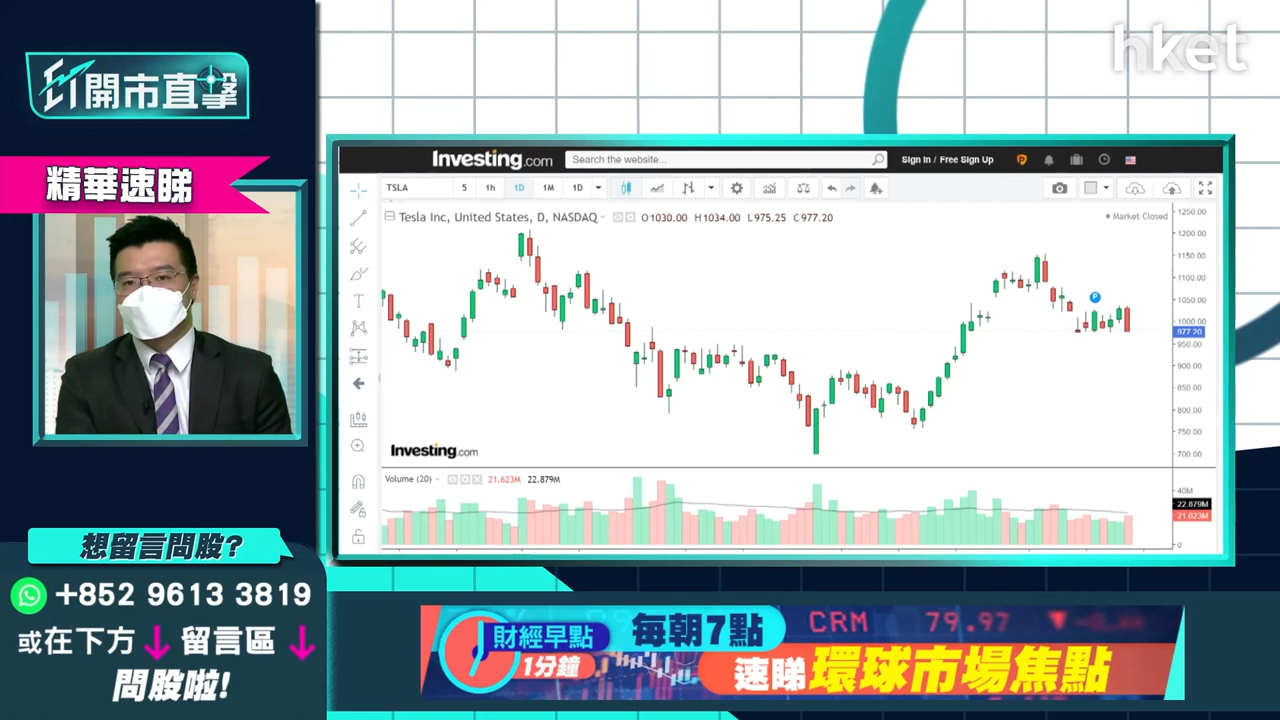 hket
ET開市直擊
精華速睇
Investing.com
Search the website...
Sign In / Free Sign Up
TSLA 5 1h 1D 1M 1D
Tesla Inc, United States, D, NASDAQ O1030.00 H1034.00 L975.25 C977.20
Market Closed
1250.00
1200.00
1150.00
1100.00
1050.00
1000.00
977.20
950.00
900.00
850.00
800.00
750.00
700.00
P
Investing.com
Volume (20) 21.623M 22.879M
40M
22.879M
21.623M
0
想留言問股?
+852 9613 3819
或在下方 留言區
問股啦!
財經早點
1分鐘
每朝7點
速睇環球市場焦點
CRM 79.97